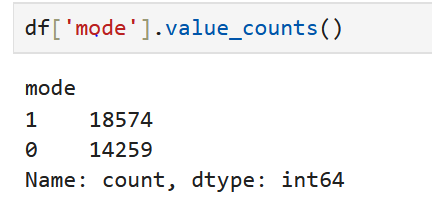 df['mode'].value_counts()
mode
1    18574
0    14259
Name: count, dtype: int64